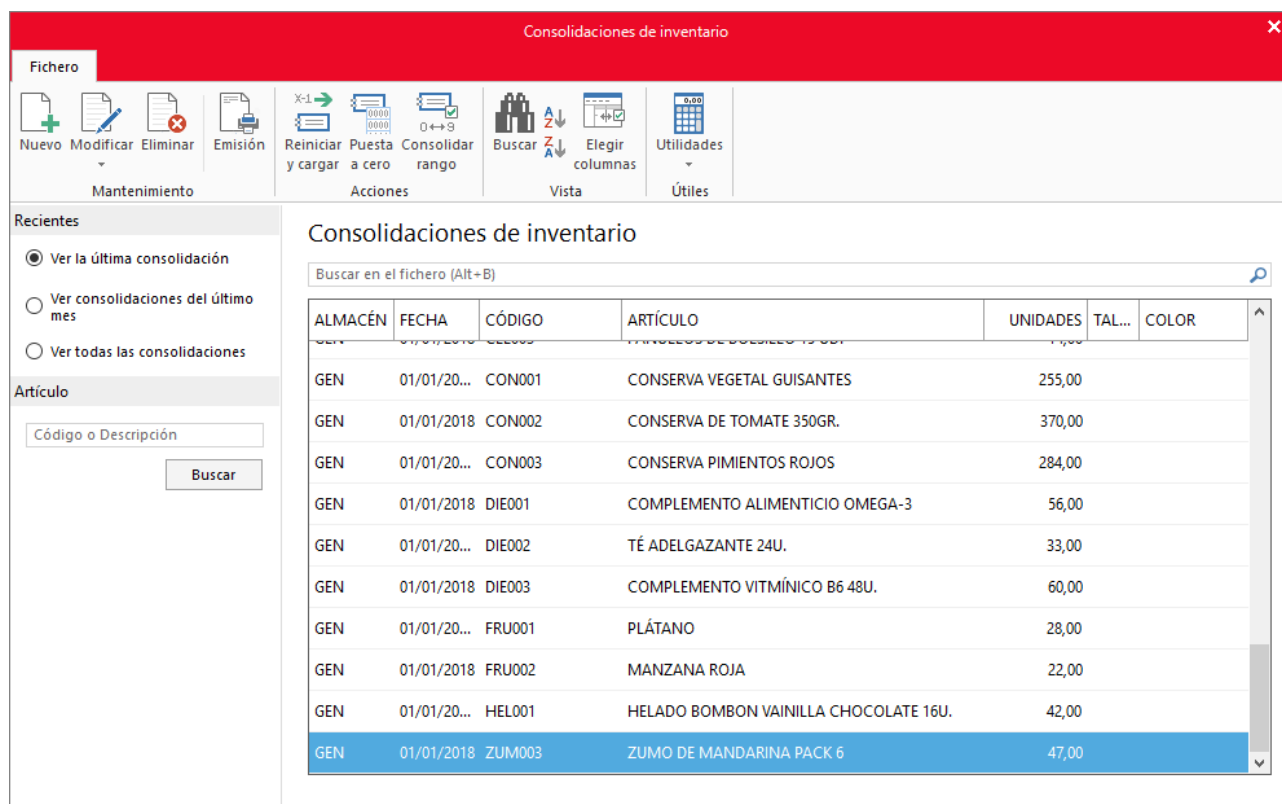 Consolidaciones de inventario
Fichero
Nuevo Modificar Eliminar Emisión
Mantenimiento
X-1
Reiniciar y cargar
0000
0000
Puesta a cero
0↔9
Consolidar rango
Acciones
Buscar
A
Z
Z
A
Elegir columnas
Vista
0,00
Utilidades
Útiles
Recientes
Ver la última consolidación
Ver consolidaciones del último
mes
Ver todas las consolidaciones
Artículo
Código o Descripción
Buscar
Consolidaciones de inventario
Buscar en el fichero (Alt+B)
ALMACÉN FECHA CÓDIGO ARTÍCULO UNIDADES TAL... COLOR
GEN 01/01/20... CON001 CONSERVA VEGETAL GUISANTES 255,00
GEN 01/01/2018 CON002 CONSERVA DE TOMATE 350GR. 370,00
GEN 01/01/20... CON003 CONSERVA PIMIENTOS ROJOS 284,00
GEN 01/01/2018 DIE001 COMPLEMENTO ALIMENTICIO OMEGA-3 56,00
GEN 01/01/20... DIE002 TÉ ADELGAZANTE 24U. 33,00
GEN 01/01/2018 DIE003 COMPLEMENTO VITMÍNICO B6 48U. 60,00
GEN 01/01/20... FRU001 PLÁTANO 28,00
GEN 01/01/2018 FRU002 MANZANA ROJA 22,00
GEN 01/01/20... HEL001 HELADO BOMBON VAINILLA CHOCOLATE 16U. 42,00
GEN 01/01/2018 ZUM003 ZUMO DE MANDARINA PACK 6 47,00